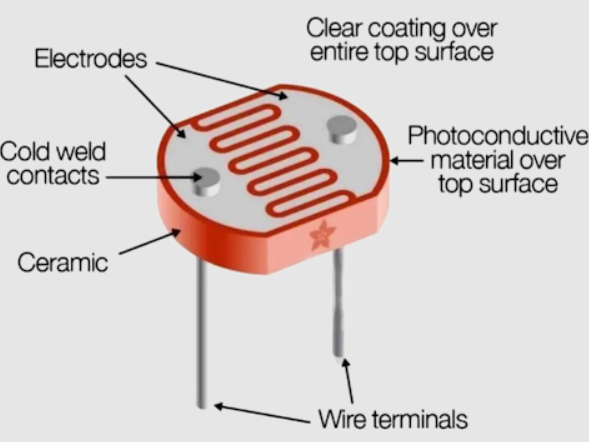 Clear coating over
entire top surface
Electrodes
Photoconductive
material over
top surface
Cold weld
contacts
Ceramic
Wire terminals